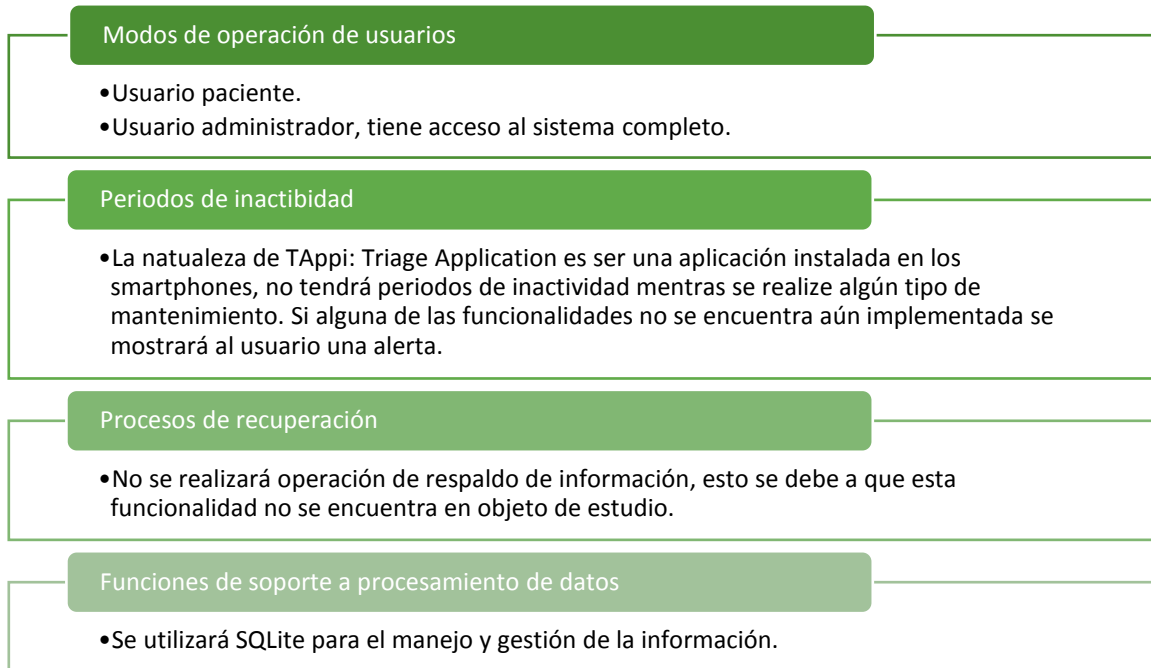 Modos de operación de usuarios
•Usuario paciente.
•Usuario administrador, tiene acceso al sistema completo.
Periodos de inactibidad
•La natualeza de TAppi: Triage Application es ser una aplicación instalada en los
smartphones, no tendrá periodos de inactividad mentras se realize algún tipo de
mantenimiento. Si alguna de las funcionalidades no se encuentra aún implementada se
mostrará al usuario una alerta.
Procesos de recuperación
•No se realizará operación de respaldo de información, esto se debe a que esta
funcionalidad no se encuentra en objeto de estudio.
Funciones de soporte a procesamiento de datos
•Se utilizará SQLite para el manejo y gestión de la información.